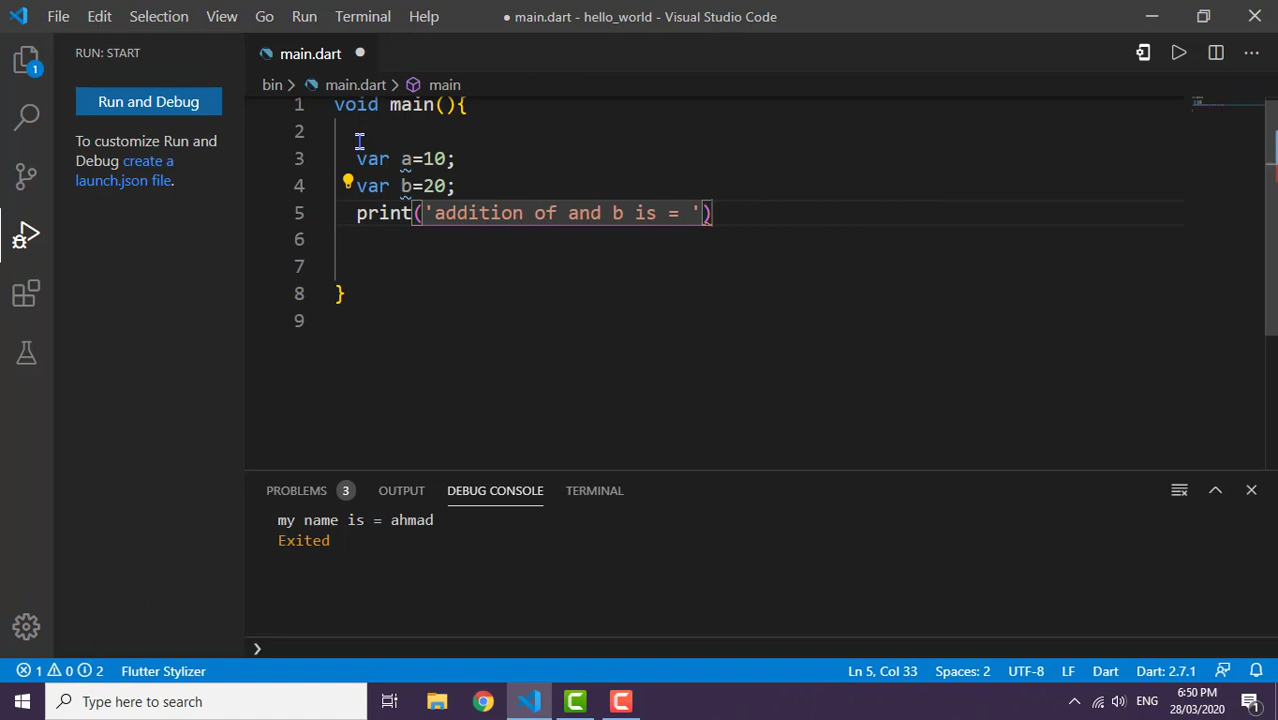 File Edit Selection View Go Run Terminal Help
● main.dart - hello_world - Visual Studio Code
RUN: START
main.dart
Run and Debug
bin > main.dart > main
To customize Run and
Debug create a
launch.json file.
1 void main(){
2
3 var a=10;
4 var b=20;
5 print('addition of and b is = ')
6
7
8 }
9
1
PROBLEMS 3 OUTPUT DEBUG CONSOLE TERMINAL
my name is = ahmad
Exited
1 0 2 Flutter Stylizer
Ln 5, Col 33 Spaces: 2 UTF-8 LF Dart Dart: 2.7.1
Type here to search
ENG
6:50 PM
28/03/2020
1